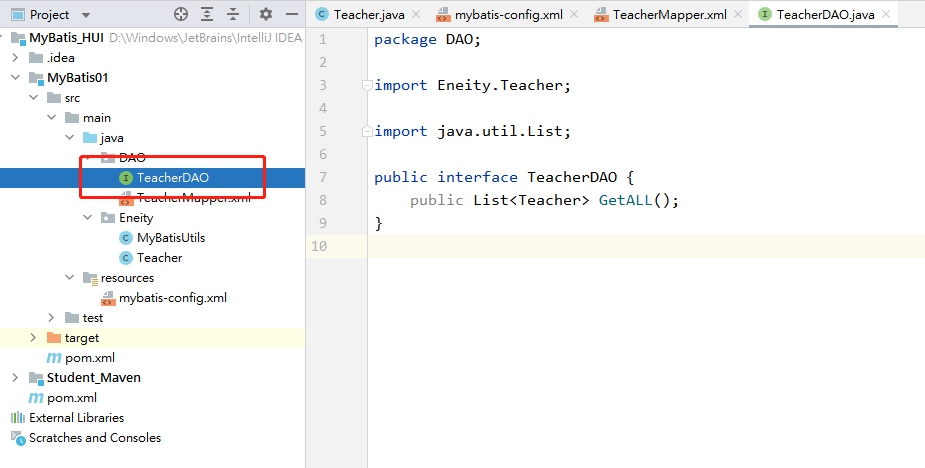 Project
Teacher.java
mybatis-config.xml
TeacherMapper.xml
TeacherDAO.java
MyBatis_HUI D:\Windows\JetBrains\IntelliJ IDEA
.idea
MyBatis01
src
main
java
DAO
TeacherDAO
TeacherMapper.xml
Eneity
MyBatisUtils
Teacher
resources
mybatis-config.xml
test
target
pom.xml
Student_Maven
pom.xml
External Libraries
Scratches and Consoles
1 package DAO;
2
3 import Eneity.Teacher;
4
5 import java.util.List;
6
7 public interface TeacherDAO {
8 public List<Teacher> GetALL();
9 }
10